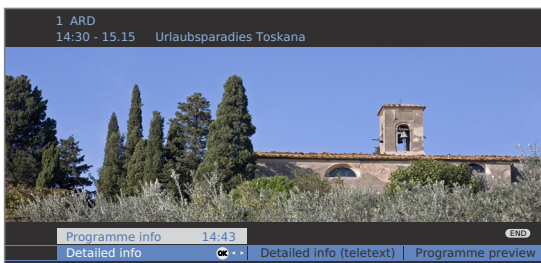 1 ARD
14:30 - 15.15 Urlaubsparadies Toskana
END
Programme info 14:43
Detailed info OK Detailed info (teletext) Programme preview